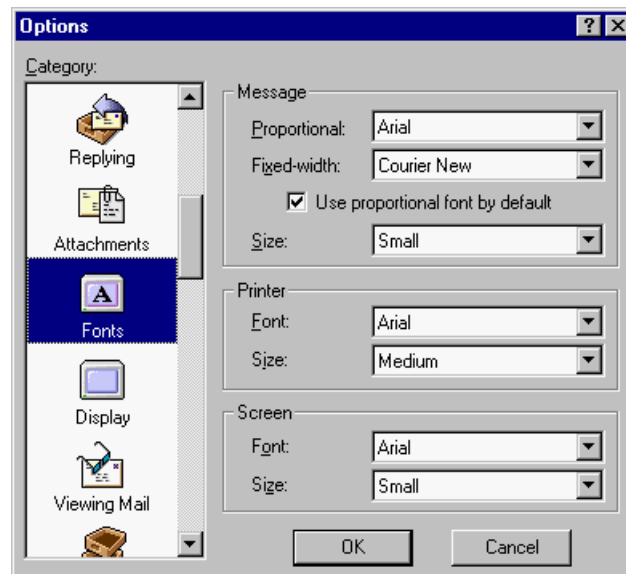 Options
Category:
Replying
Attachments
A
Fonts
Display
Viewing Mail
Message
Proportional: Arial
Fixed-width: Courier New
Use proportional font by default
Size: Small
Printer
Font: Arial
Size: Medium
Screen
Font: Arial
Size: Small
OK Cancel